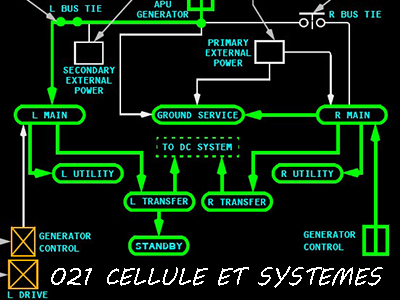 APU
GENERATOR
L BUS TIE
R BUS TIE
SECONDARY
EXTERNAL
POWER
PRIMARY
EXTERNAL
POWER
L MAIN
GROUND SERVICE
R MAIN
TO DC SYSTEM
L UTILITY
R UTILITY
L TRANSFER
R TRANSFER
STANDBY
GENERATOR
CONTROL
GENERATOR
CONTROL
L DRIVE
021 CELLULE ET SYSTEMES